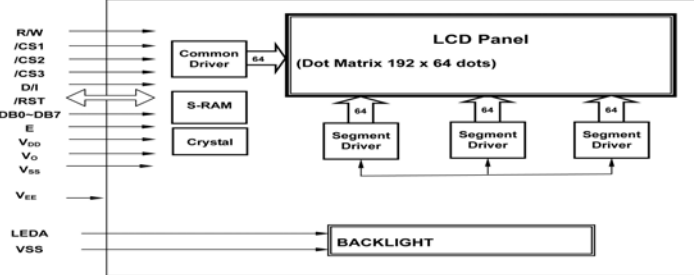 R/W
/CS1
/CS2
/CS3
D/I
/RST
DB0~DB7
E
VDD
VO
VSS
VEE
LEDA
VSS
Common
Driver
64
S-RAM
Crystal
LCD Panel
(Dot Matrix 192 x 64 dots)
64
64
64
Segment
Driver
Segment
Driver
Segment
Driver
BACKLIGHT